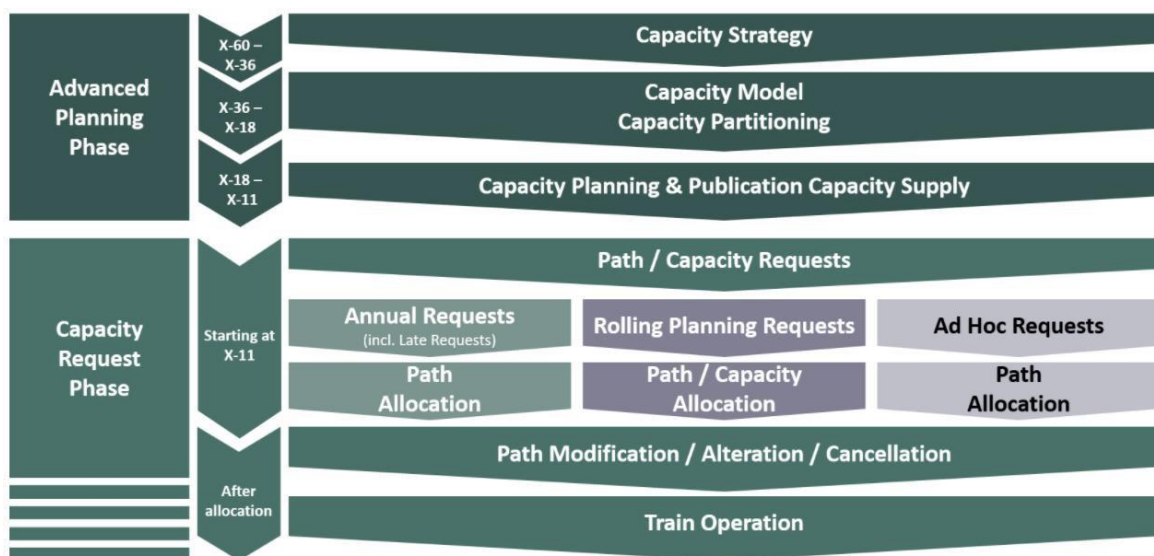 Advanced
Planning
Phase
X-60 –
X-36
Capacity Strategy
X-36 –
X-18
Capacity Model
Capacity Partitioning
X-18 –
X-11
Capacity Planning & Publication Capacity Supply
Capacity
Request
Phase
Starting at
X-11
Path / Capacity Requests
Annual Requests
(incl. Late Requests)
Rolling Planning Requests
Ad Hoc Requests
Path
Allocation
Path / Capacity
Allocation
Path
Allocation
After
allocation
Path Modification / Alteration / Cancellation
Train Operation